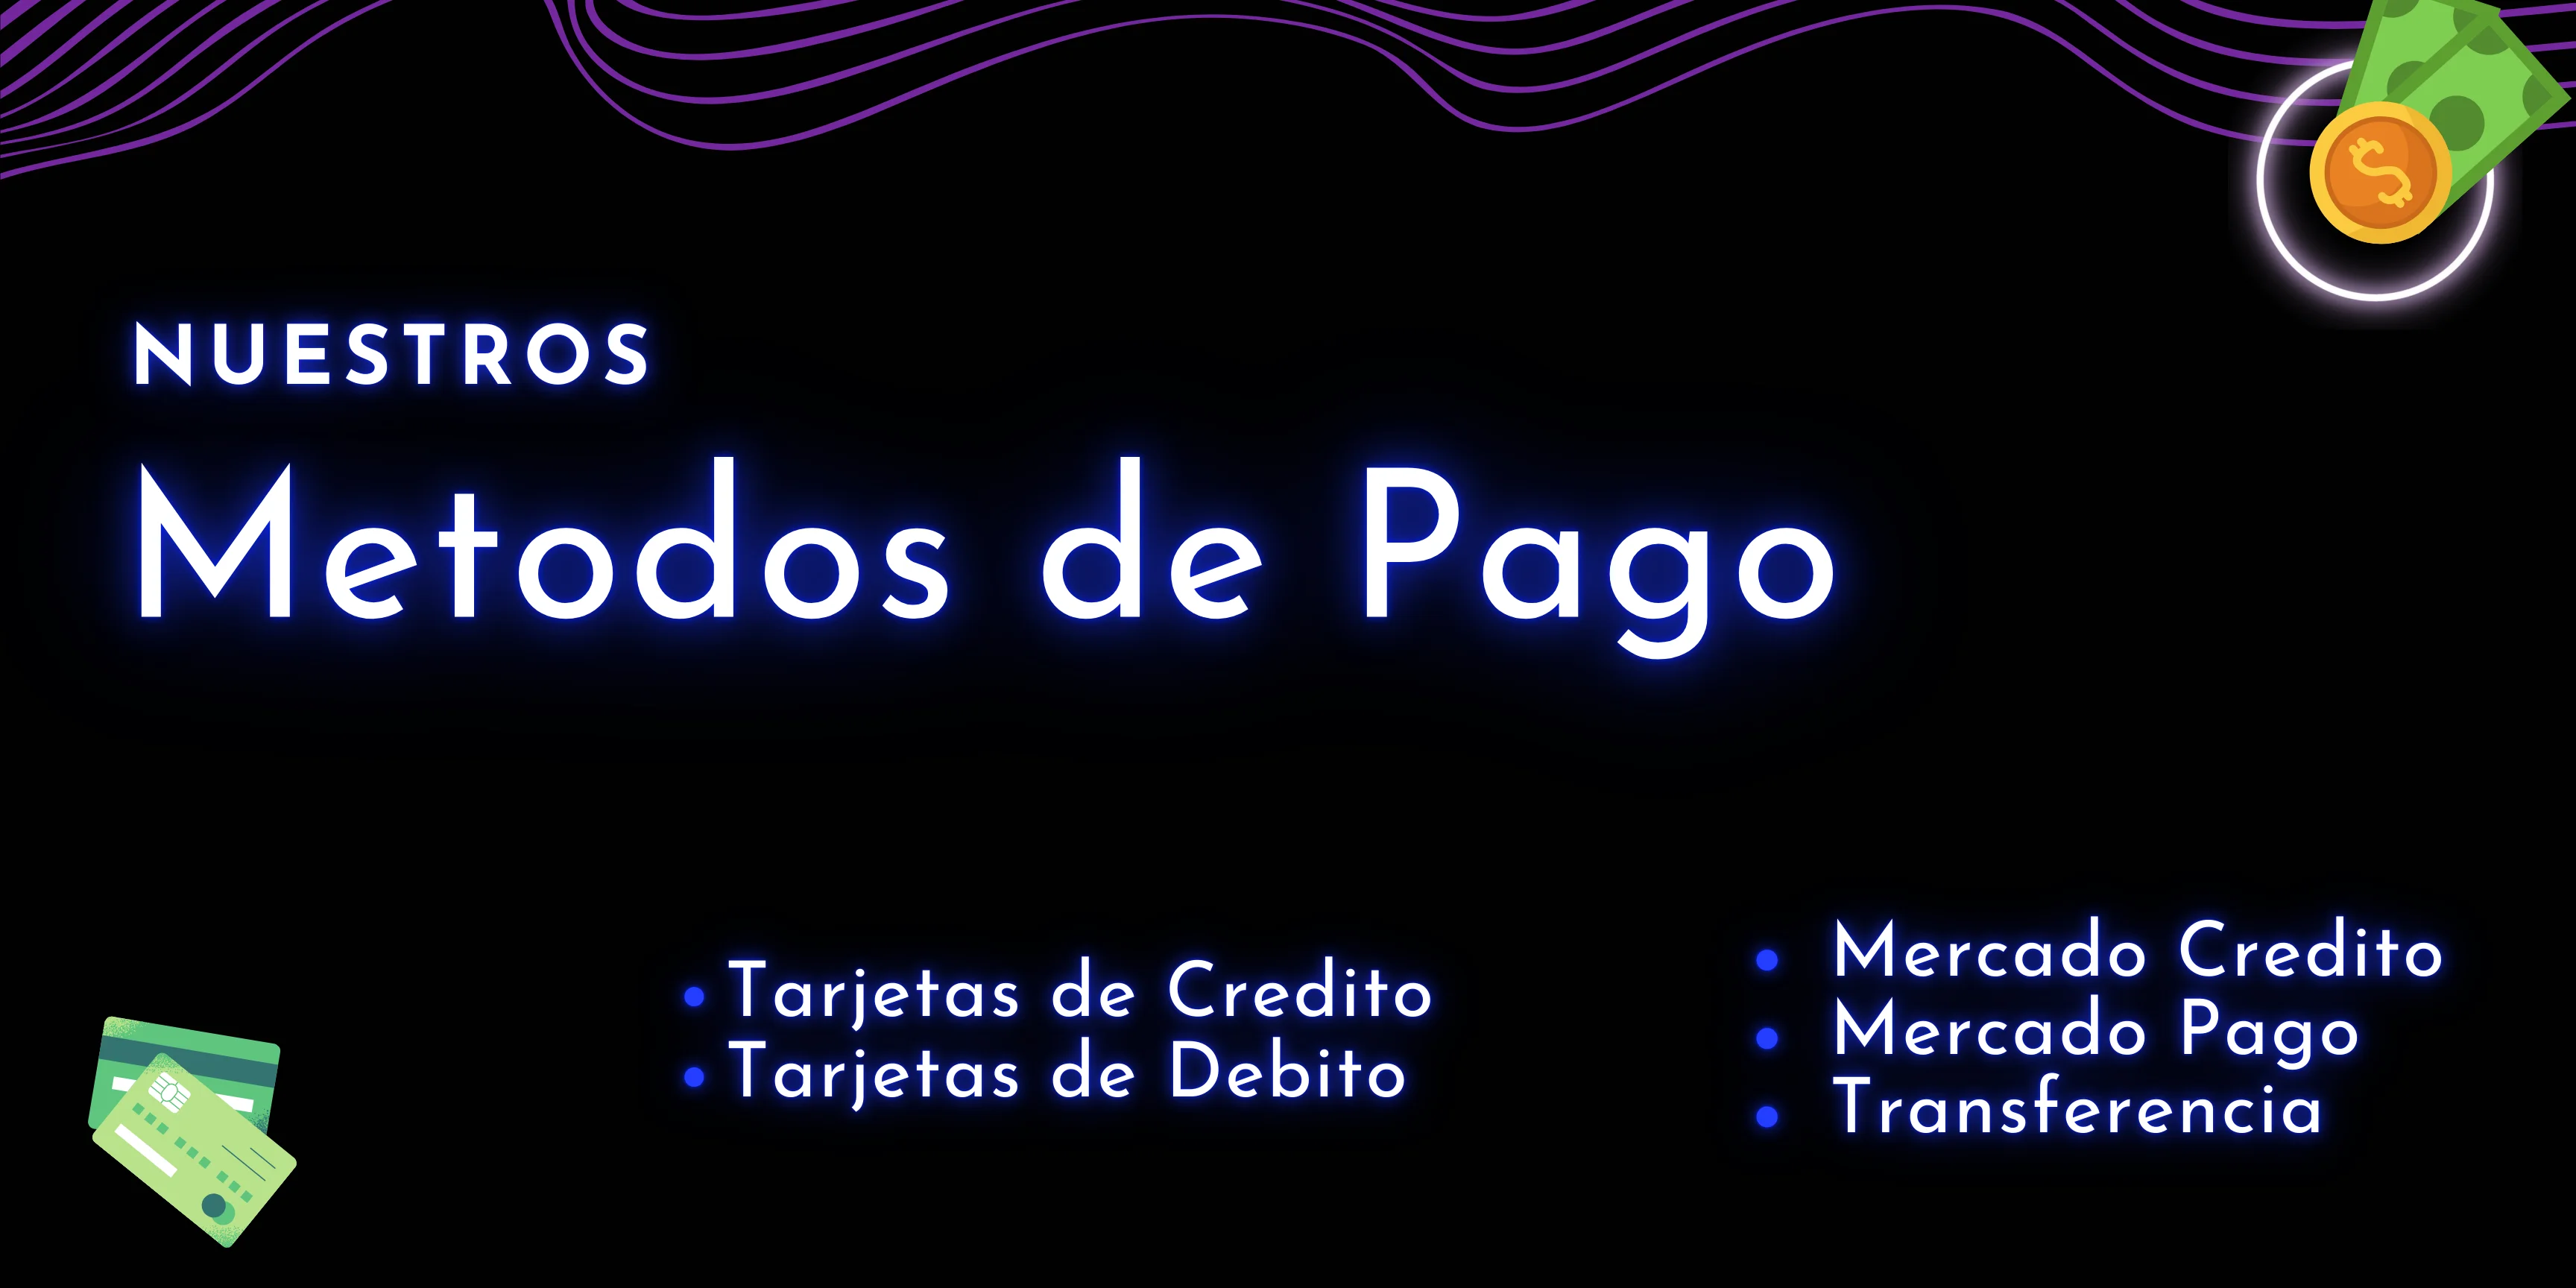 NUESTROS
Metodos de Pago
Tarjetas de Credito
Tarjetas de Debito
Mercado Credito
Mercado Pago
Transferencia